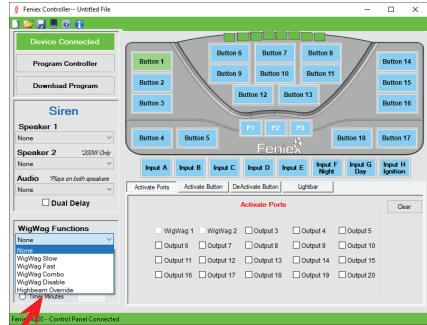 Feniex Controller-- Untitled File
Device Connected
Program Controller
Download Program
Siren
Speaker 1
None
Speaker 2 *200W Only
None
Audio *Plays on both speakers
None
Dual Delay
WigWag Functions
None
None
WigWag Slow
WigWag Fast
WigWag Combo
WigWag Disable
Highbeam Override
Timer Minutes
Button 1
Button 2
Button 3
Button 4
Button 5
Button 6
Button 7
Button 8
Button 9
Button 10
Button 11
Button 12
Button 13
Button 14
Button 15
Button 16
P1
P2
P3
Feniex
Button 18
Button 17
Input A
Input B
Input C
Input D
Input E
Input F
Night
Input G
Day
Input H
Ignition
Activate Ports
Activate Button
DeActivate Button
Lightbar
Activate Ports
Clear
WigWag 1
WigWag 2
Output 3
Output 4
Output 5
Output 6
Output 7
Output 8
Output 9
Output 10
Output 11
Output 12
Output 13
Output 14
Output 15
Output 16
Output 17
Output 18
Output 19
Output 20
- Control Panel Connected